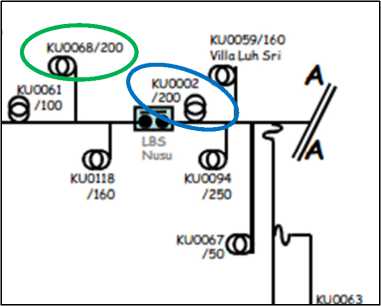 KU0068/200
KU0059/160
Villa Luh Sri
KU0061
/100
KU0002
/200
A
LBS
Nusu
A
KU0118
/160
KU0094
/250
KU0067
/50
KU0063